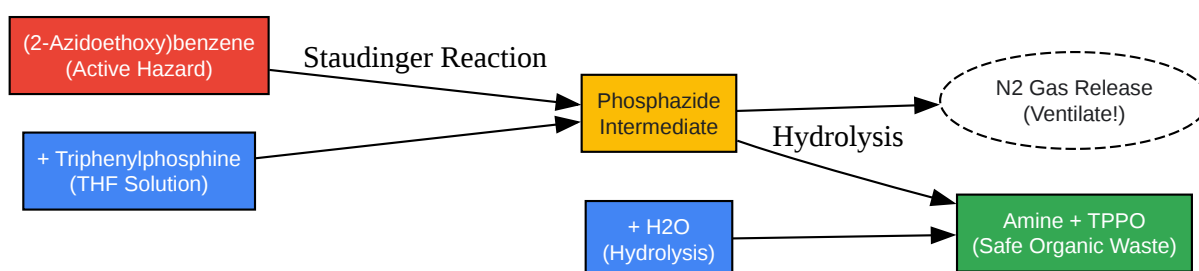 (2-Azidoethoxy)benzene
(Active Hazard)
Staudinger Reaction
+ Triphenylphosphine
(THF Solution)
Phosphazide
Intermediate
N2 Gas Release
(Ventilate!)
Hydrolysis
+ H2O
(Hydrolysis)
Amine + TPPO
(Safe Organic Waste)